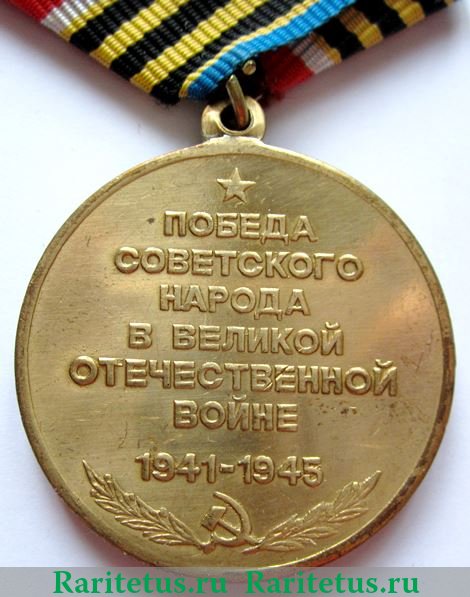 ПОБЕДА
СОВЕТСКОГО
НАРОДА
В ВЕЛИКОЙ
ОТЕЧЕСТВЕННОЙ
ВОЙНЕ
1941-1945
Raritetus.ru Raritetus.ru